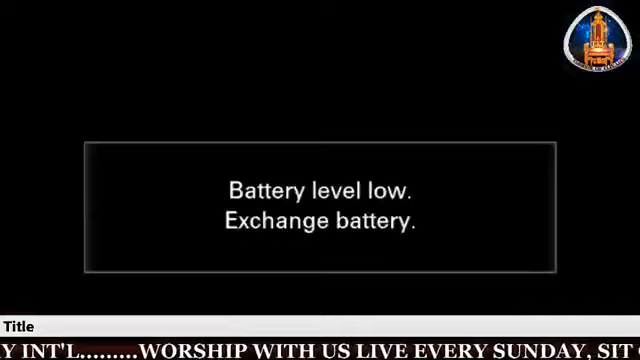 Battery level low.
Exchange battery.
Title
Y INT'L.........WORSHIP WITH US LIVE EVERY SUNDAY, SIT